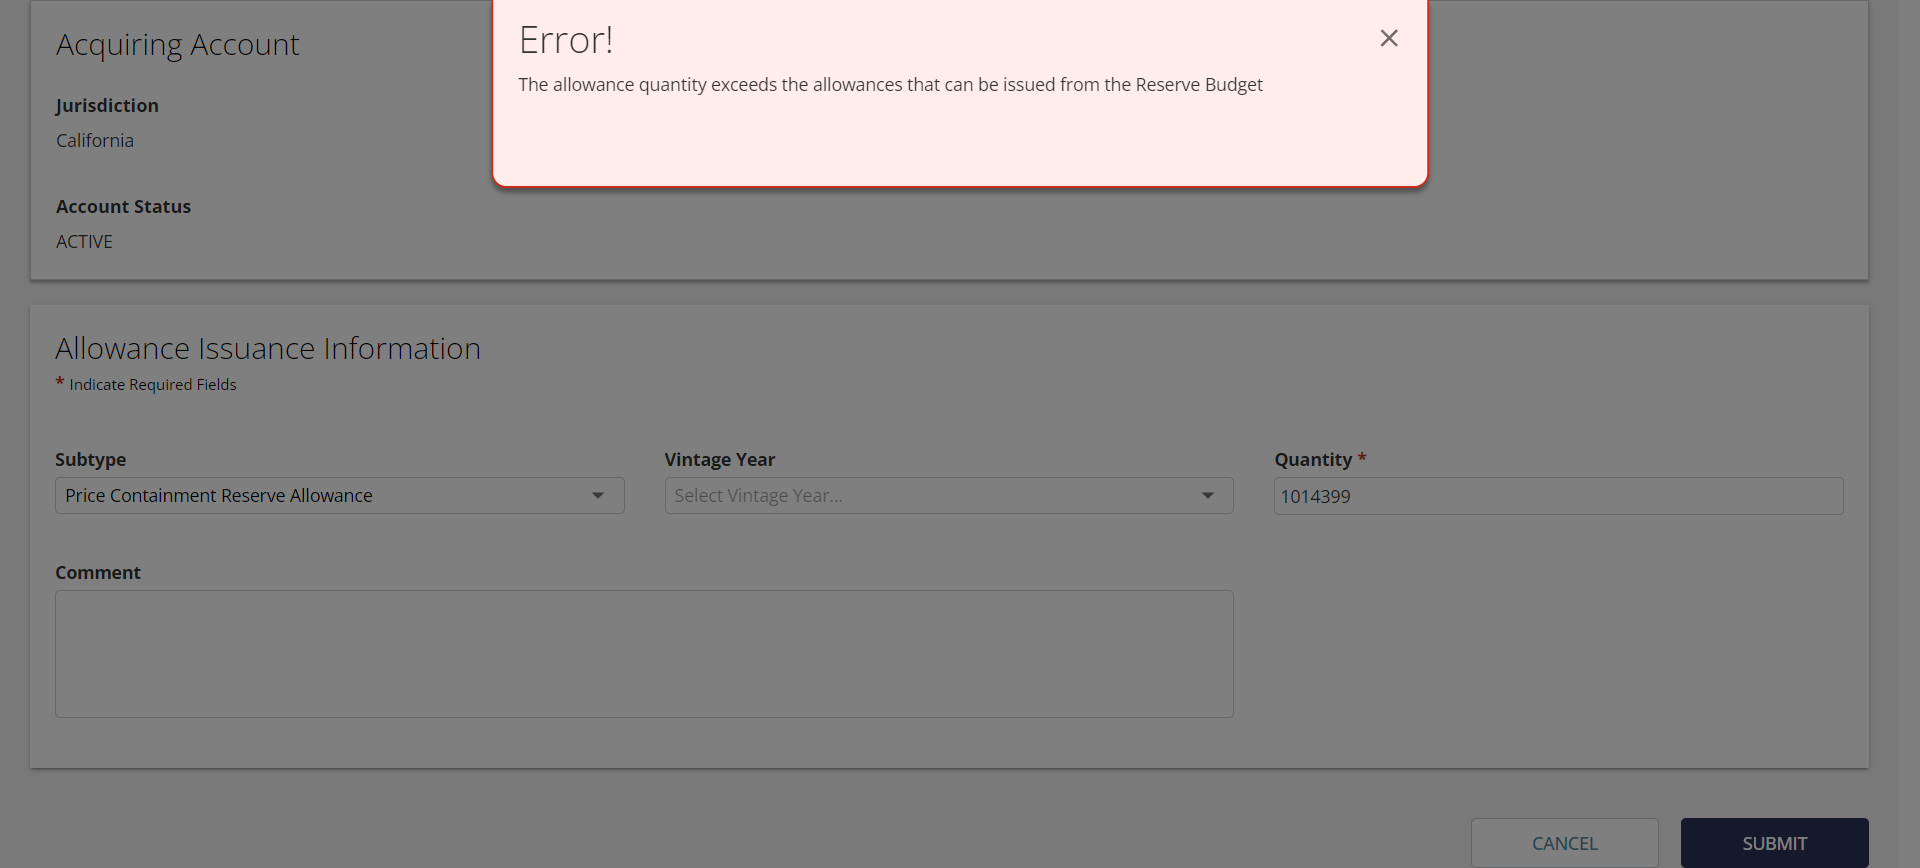 Error!
The allowance quantity exceeds the allowances that can be issued from the Reserve Budget
Acquiring Account
Jurisdiction
California
Account Status
ACTIVE
Allowance Issuance Information
* Indicate Required Fields
Subtype
Price Containment Reserve Allowance
Vintage Year
Select Vintage Year...
Quantity *
1014399
Comment
CANCEL
SUBMIT